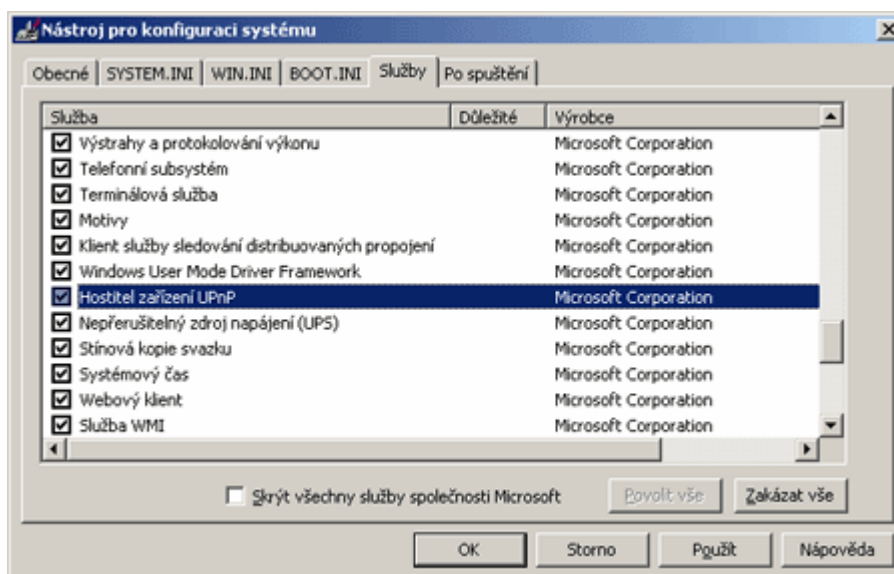 Nástroj pro konfiguraci systému
Obecné SYSTEM.INI WIN.INI BOOT.INI Služby Po spuštění
Služba Důležité Výrobce
Výstrahy a protokolování výkonu Microsoft Corporation
Telefonní subsystém Microsoft Corporation
Terminálová služba Microsoft Corporation
Motivy Microsoft Corporation
Klient služby sledování distribuovaných propojení Microsoft Corporation
Windows User Mode Driver Framework Microsoft Corporation
Hostitel zařízení UPnP Microsoft Corporation
Nepřerušitelný zdroj napájení (UPS) Microsoft Corporation
Stínová kopie svazku Microsoft Corporation
Systémový čas Microsoft Corporation
Webový klient Microsoft Corporation
Služba WMI Microsoft Corporation
Skrýt všechny služby společnosti Microsoft Povolit vše Zakázat vše
OK Storno Použít Nápověda